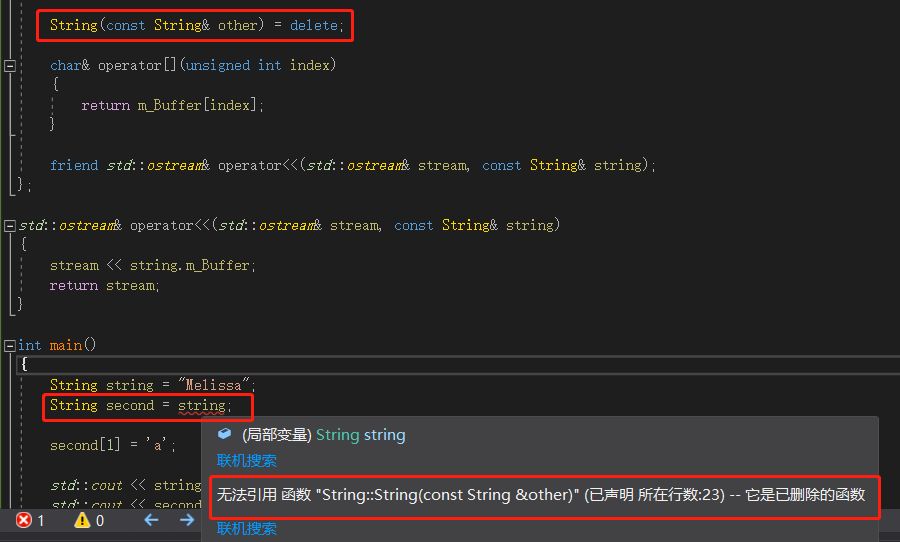 String(const String& other) = delete;
char& operator[](unsigned int index)
{
return m_Buffer[index];
}
friend std::ostream& operator<<(std::ostream& stream, const String& string);
};
std::ostream& operator<<(std::ostream& stream, const String& string)
{
stream << string.m_Buffer;
return stream;
}
int main()
{
String string = "Melissa";
String second = string;
second[1] = 'a';
std::cout << string
std::cout << second
(局部变量) String string
联机搜索
无法引用 函数 "String::String(const String &other)" (已声明 所在行数:23) -- 它是已删除的函数
联机搜索
1 0